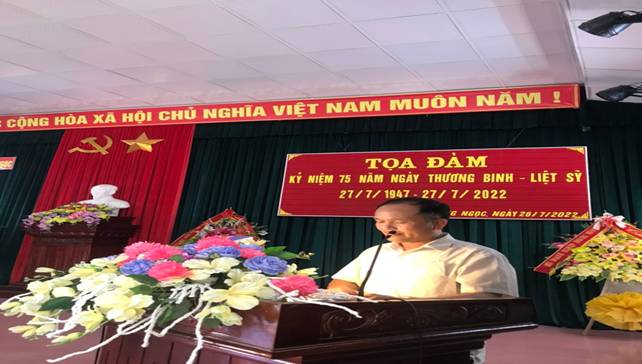 CỘNG HÒA XÃ HỘI CHỦ NGHĨA VIỆT NAM MUÔN NĂM !
TỌA ĐÀM
KỶ NIỆM 75 NĂM NGÀY THƯƠNG BINH - LIỆT SỸ
27/7/1947 - 27/7/2022
NGỌC, NGÀY 26/7/2022